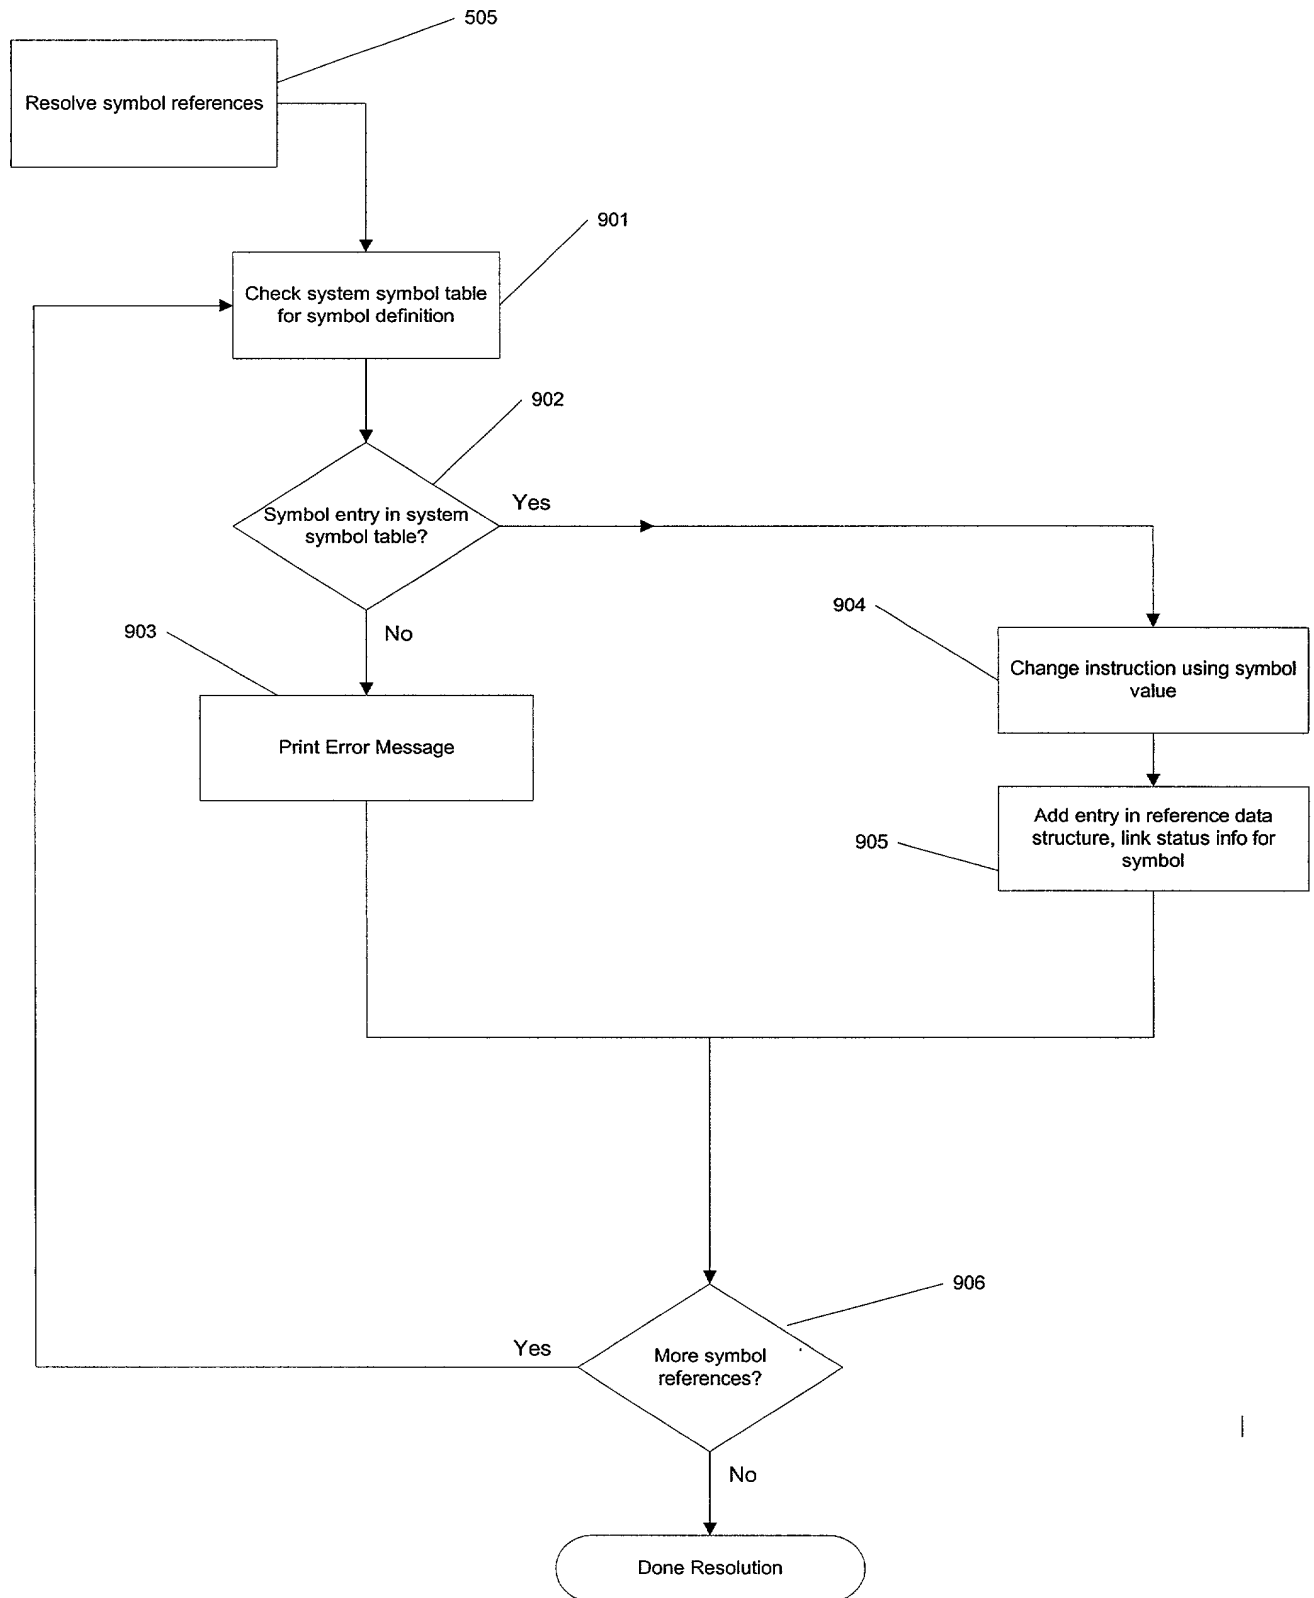 505
Resolve symbol references
901
Check system symbol table
for symbol definition
902
Symbol entry in system
symbol table?
Yes
No
903
Print Error Message
904
Change instruction using symbol
value
905
Add entry in reference data
structure, link status info for
symbol
906
More symbol
references?
Yes
No
Done Resolution